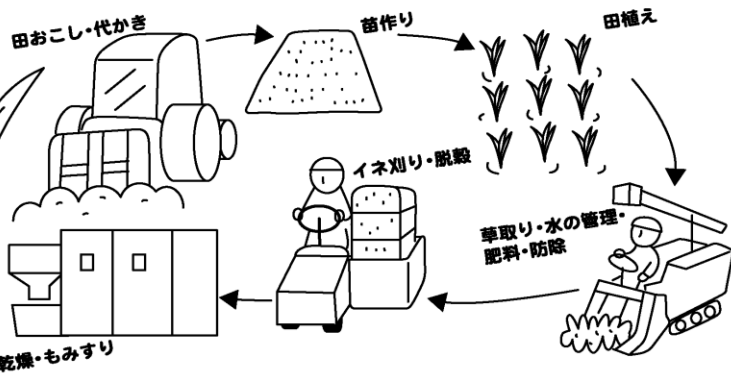 田おこし・代かき
苗作り
田植え
草取り・水の管理・
肥料・防除
イネ刈り・脱穀
乾燥・もみすり